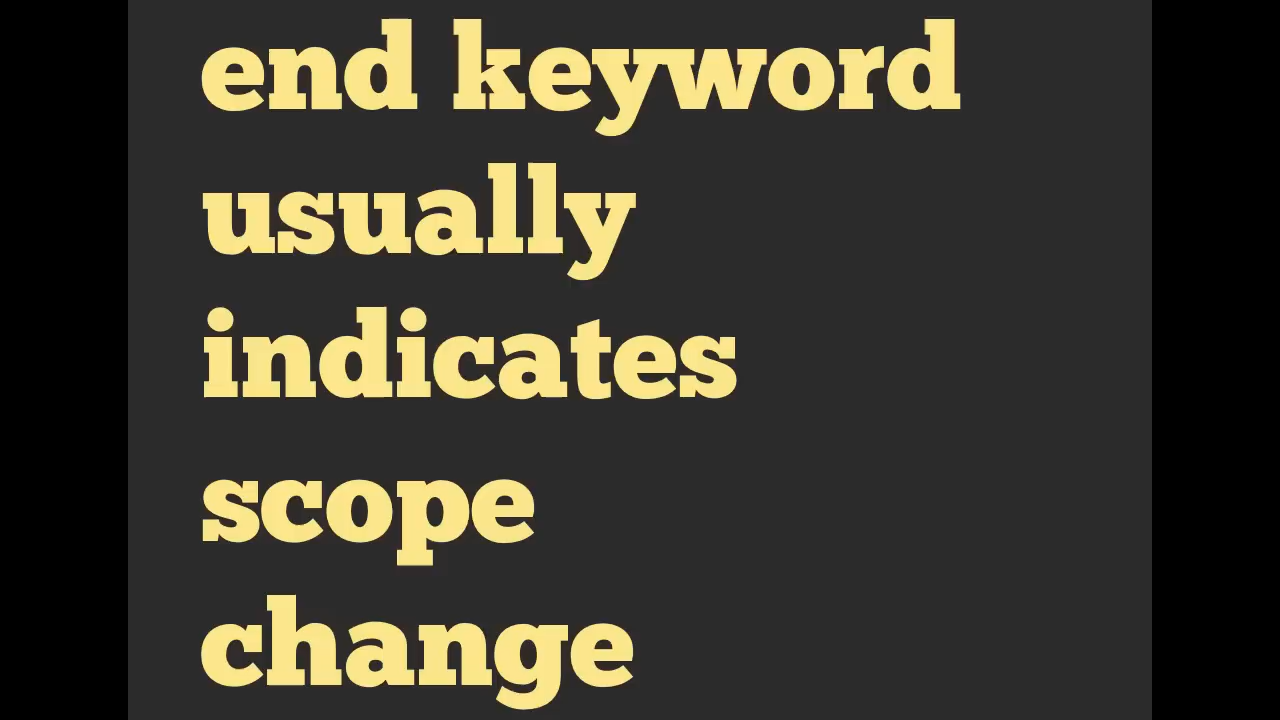 end keyword
usually
indicates
scope
change